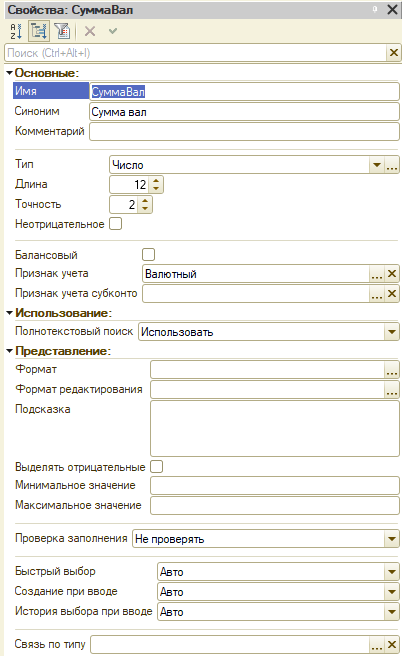 Свойства: СуммаВал
Поиск (Ctrl+Alt+I)
Основные:
Имя СуммаВал
Синоним Сумма вал
Комментарий
Тип Число
Длина 12
Точность 2
Неотрицательное
Балансовый
Признак учета Валютный
Признак учета субконто
Использование:
Полнотекстовый поиск Использовать
Представление:
Формат
Формат редактирования
Подсказка
Выделять отрицательные
Минимальное значение
Максимальное значение
Проверка заполнения Не проверять
Быстрый выбор Авто
Создание при вводе Авто
История выбора при вводе Авто
Связь по типу